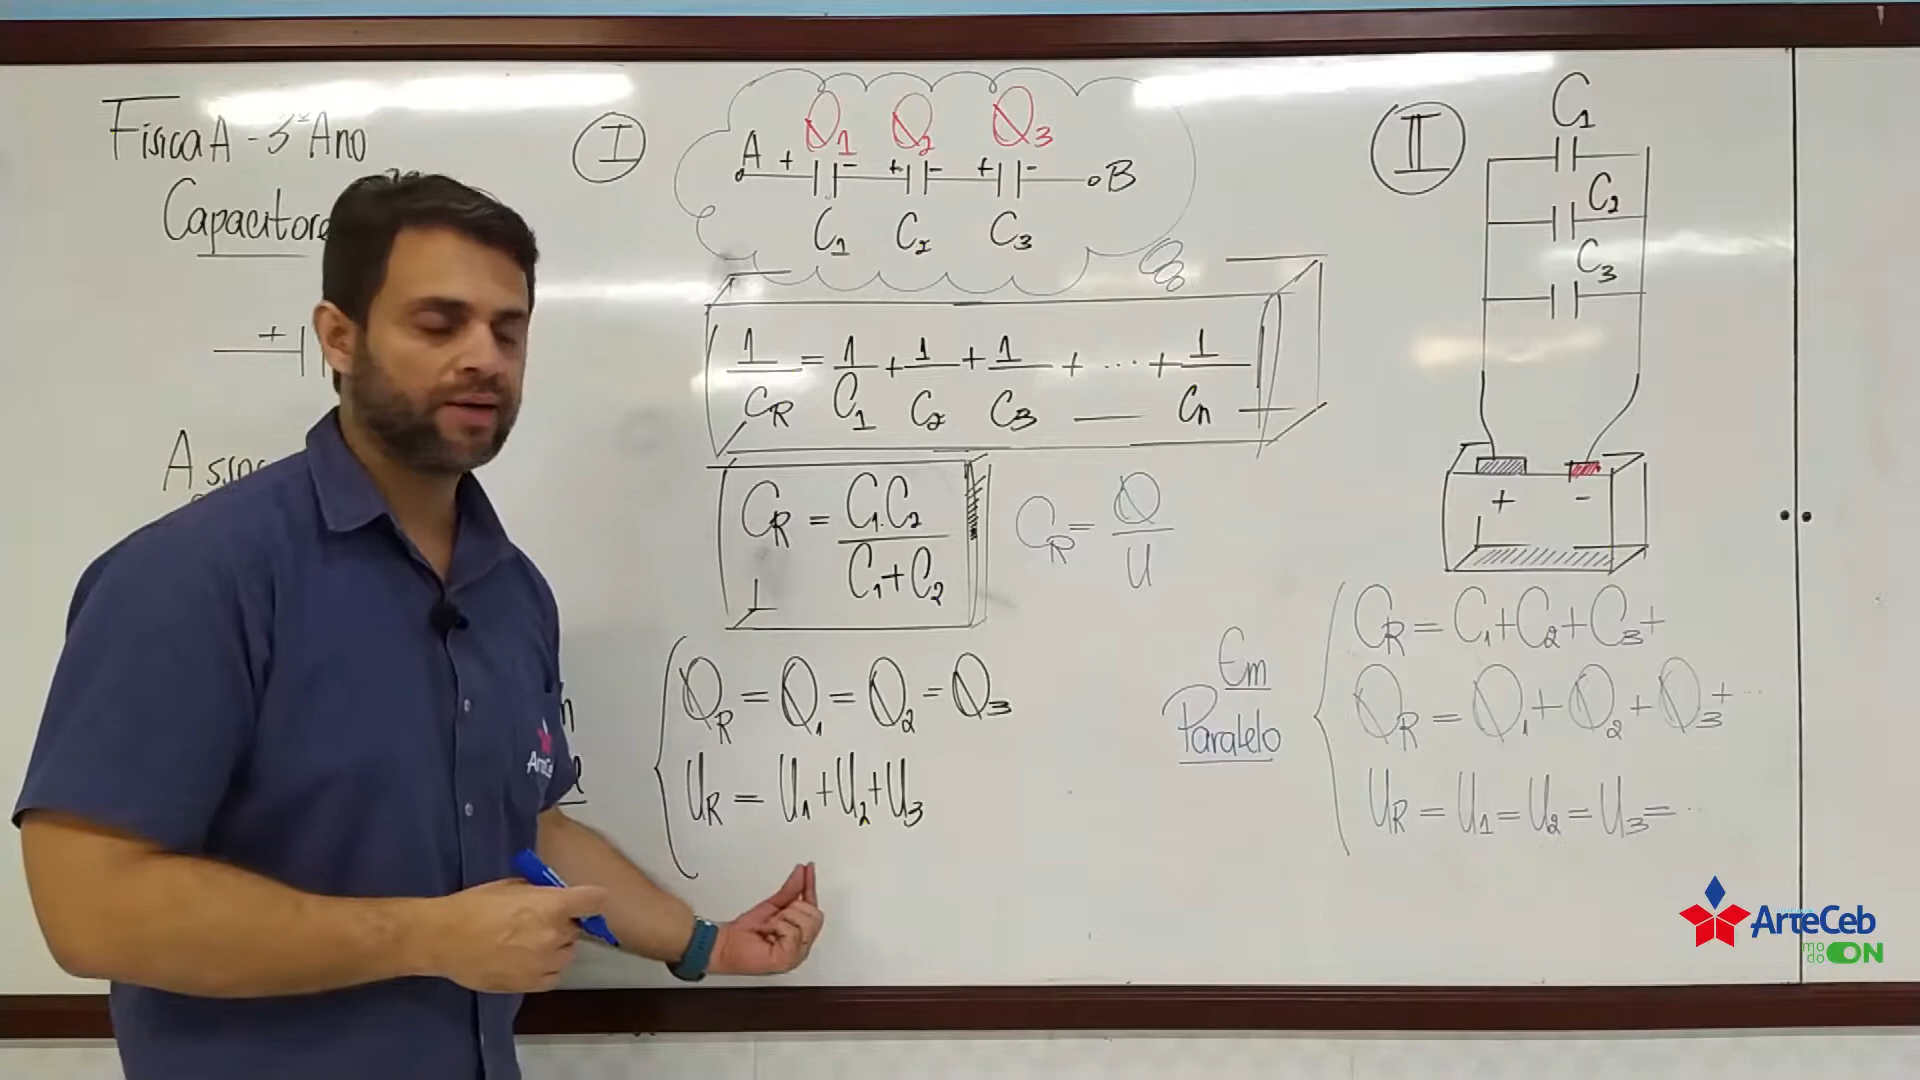 Física A - 3º Ano
Capacitore
+
Asso
I
Q1 Q2 Q3
A + - + - + - B
C1 C2 C3
1/CR = 1/C1 + 1/C2 + 1/C3 + ... + 1/Cn
CR = C1.C2/C1+C2
CR = Q/U
QR = Q1 = Q2 = Q3
UR = U1+U2+U3
II
C1
C2
C3
+ -
Em
Paralelo
CR = C1+C2+C3+
QR = Q1+Q2+Q3+...
UR = U1=U2=U3=...
ArteCeb
modo ON